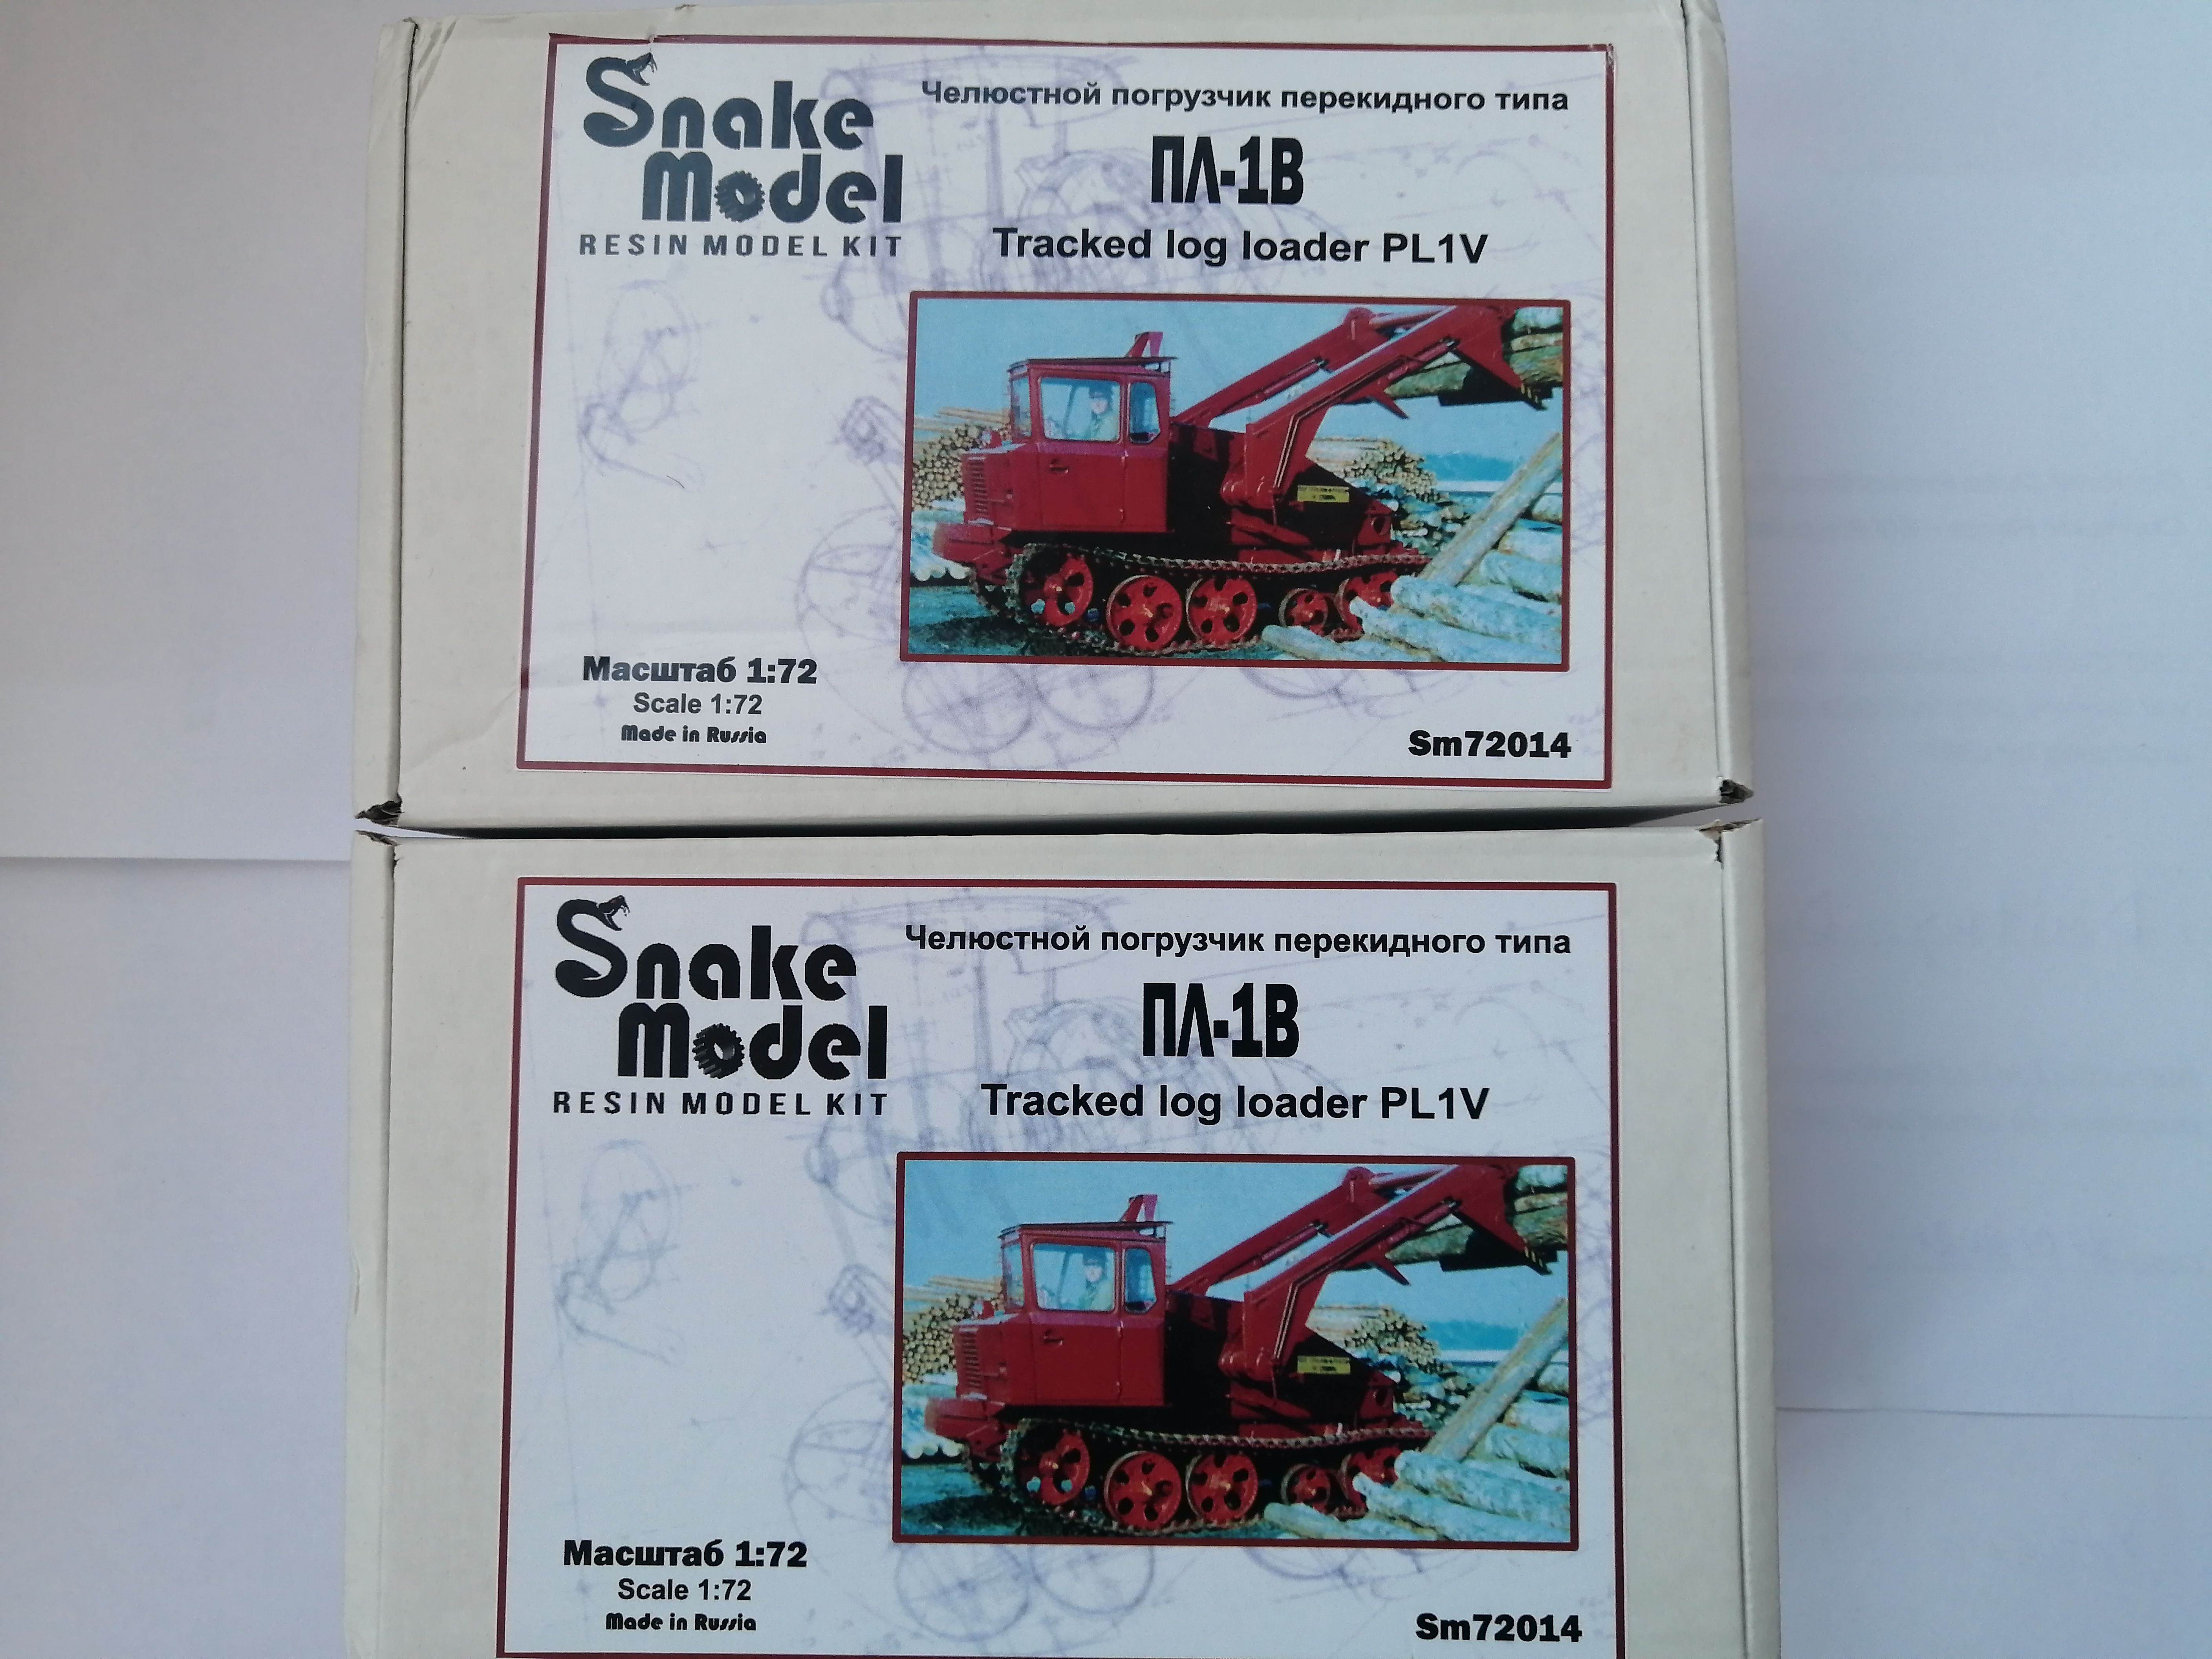 Snake
Model
RESIN MODEL KIT
Челюстной погрузчик перекидного типа
ПЛ-1В
Tracked log loader PL1V
Масштаб 1:72
Scale 1:72
Made in Russia
Sm72014
Snake
Model
RESIN MODEL KIT
Челюстной погрузчик перекидного типа
ПЛ-1В
Tracked log loader PL1V
Масштаб 1:72
Scale 1:72
Made in Russia
Sm72014